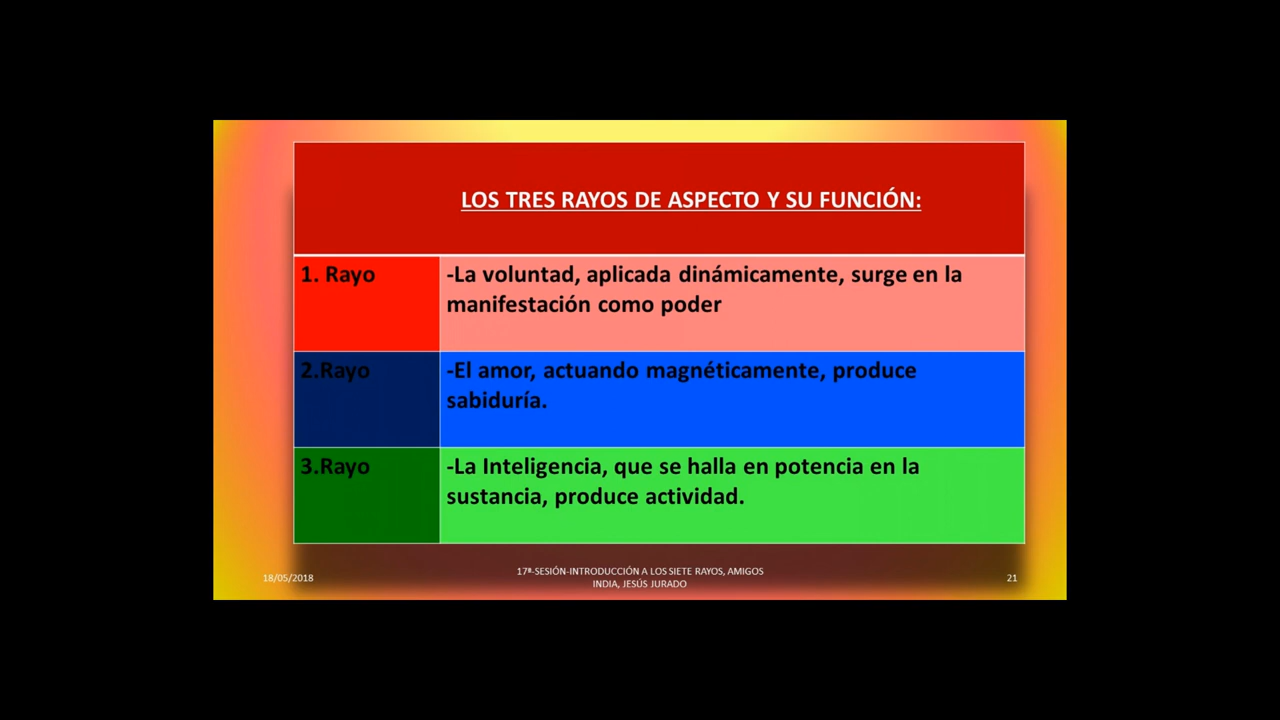 LOS TRES RAYOS DE ASPECTO Y SU FUNCIÓN:
1. Rayo
-La voluntad, aplicada dinámicamente, surge en la
manifestación como poder
2.Rayo
-El amor, actuando magnéticamente, produce
sabiduría.
3.Rayo
-La Inteligencia, que se halla en potencia en la
sustancia, produce actividad.
18/05/2018
17ª-SESIÓN-INTRODUCCIÓN A LOS SIETE RAYOS, AMIGOS
INDIA, JESÚS JURADO
21